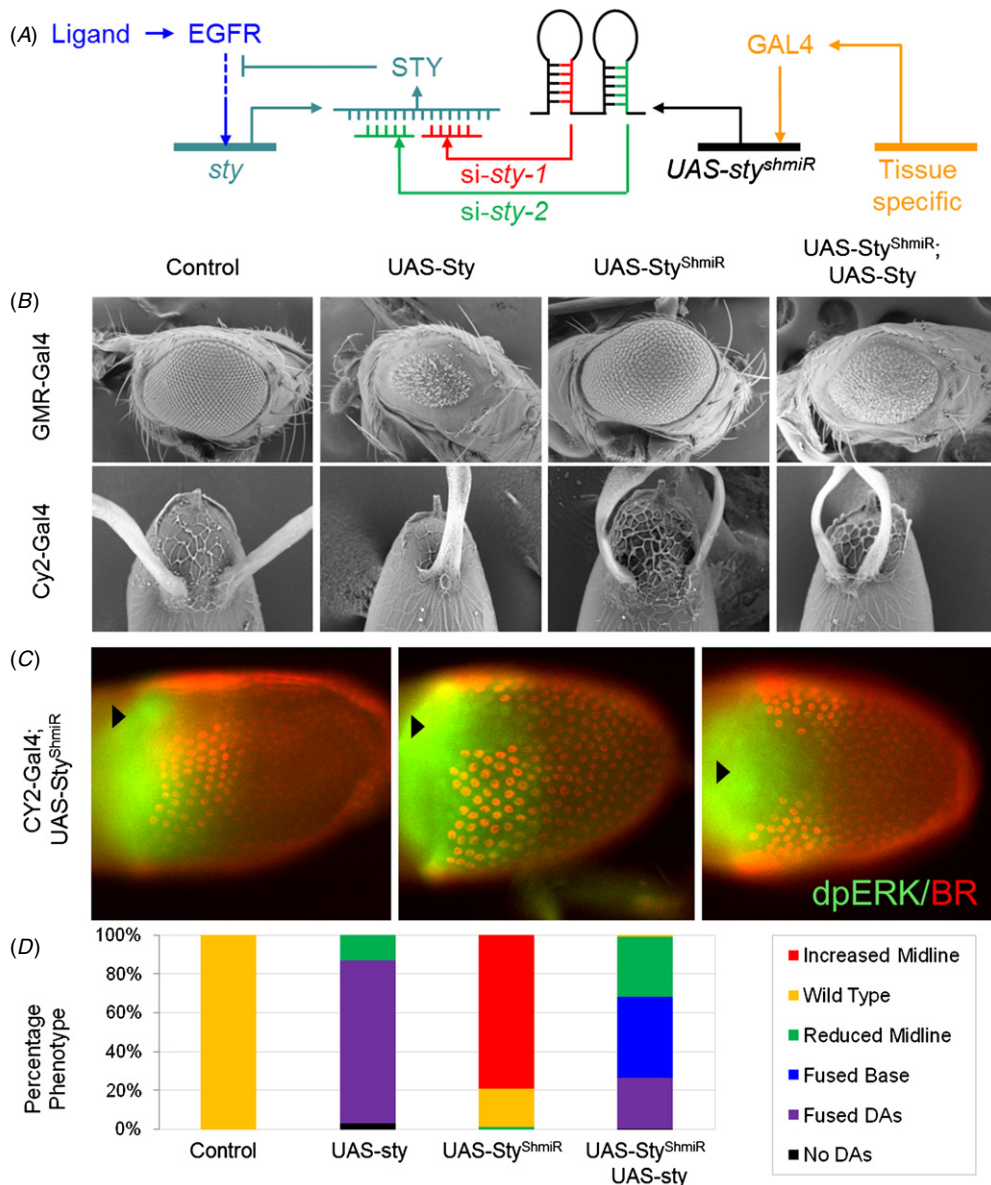 (A)
Ligand EGFR
STY
GAL4
sty
si-sty-1
si-sty-2
UAS-sty^shmiR
Tissue
specific
Control
UAS-Sty
UAS-Sty^ShmiR
UAS-Sty^ShmiR;
UAS-Sty
(B)
GMR-Gal4
Cy2-Gal4
(C)
CY2-Gal4;
UAS-Sty^ShmiR
dpERK/BR
(D)
Percentage
Phenotype
100%
80%
60%
40%
20%
0%
Control
UAS-sty
UAS-Sty^ShmiR
UAS-Sty^ShmiR
UAS-sty
Increased Midline
Wild Type
Reduced Midline
Fused Base
Fused DAs
No DAs